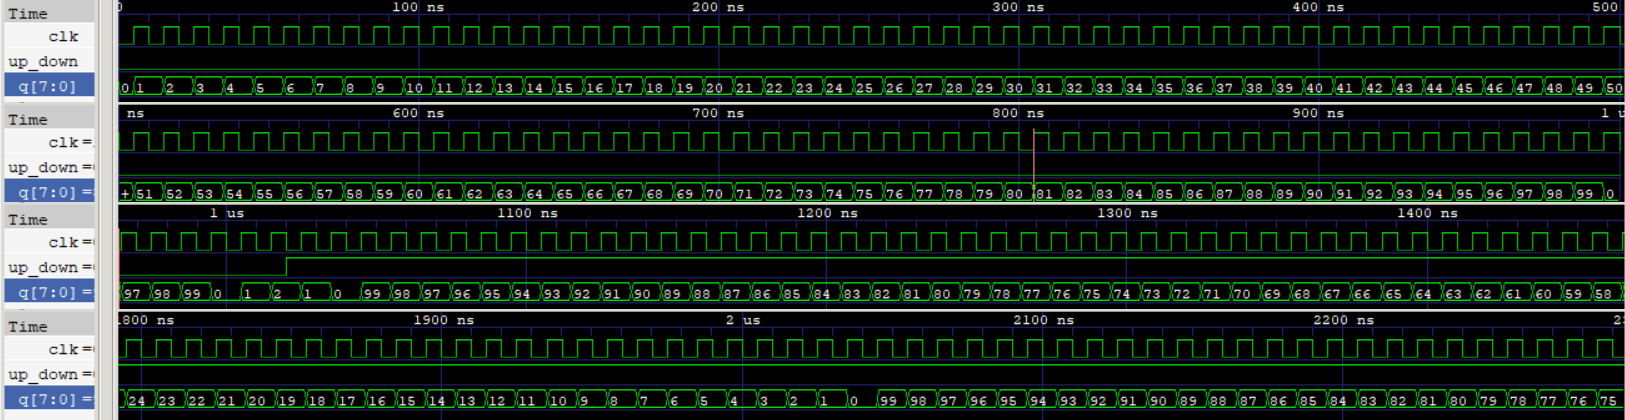 Time 0 100 ns 200 ns 300 ns 400 ns 500
clk
up_down
q[7:0] 0 1 2 3 4 5 6 7 8 9 10 11 12 13 14 15 16 17 18 19 20 21 22 23 24 25 26 27 28 29 30 31 32 33 34 35 36 37 38 39 40 41 42 43 44 45 46 47 48 49 50
Time ns 600 ns 700 ns 800 ns 900 ns 1 u
clk=
up_down=
q[7:0]= + 51 52 53 54 55 56 57 58 59 60 61 62 63 64 65 66 67 68 69 70 71 72 73 74 75 76 77 78 79 80 81 82 83 84 85 86 87 88 89 90 91 92 93 94 95 96 97 98 99 0
Time 1 us 1100 ns 1200 ns 1300 ns 1400 ns
clk=
up_down=
q[7:0]= 97 98 99 0 1 2 1 0 99 98 97 96 95 94 93 92 91 90 89 88 87 86 85 84 83 82 81 80 79 78 77 76 75 74 73 72 71 70 69 68 67 66 65 64 63 62 61 60 59 58
Time 1800 ns 1900 ns 2 us 2100 ns 2200 ns 2
clk=
up_down=
q[7:0]= 24 23 22 21 20 19 18 17 16 15 14 13 12 11 10 9 8 7 6 5 4 3 2 1 0 99 98 97 96 95 94 93 92 91 90 89 88 87 86 85 84 83 82 81 80 79 78 77 76 75